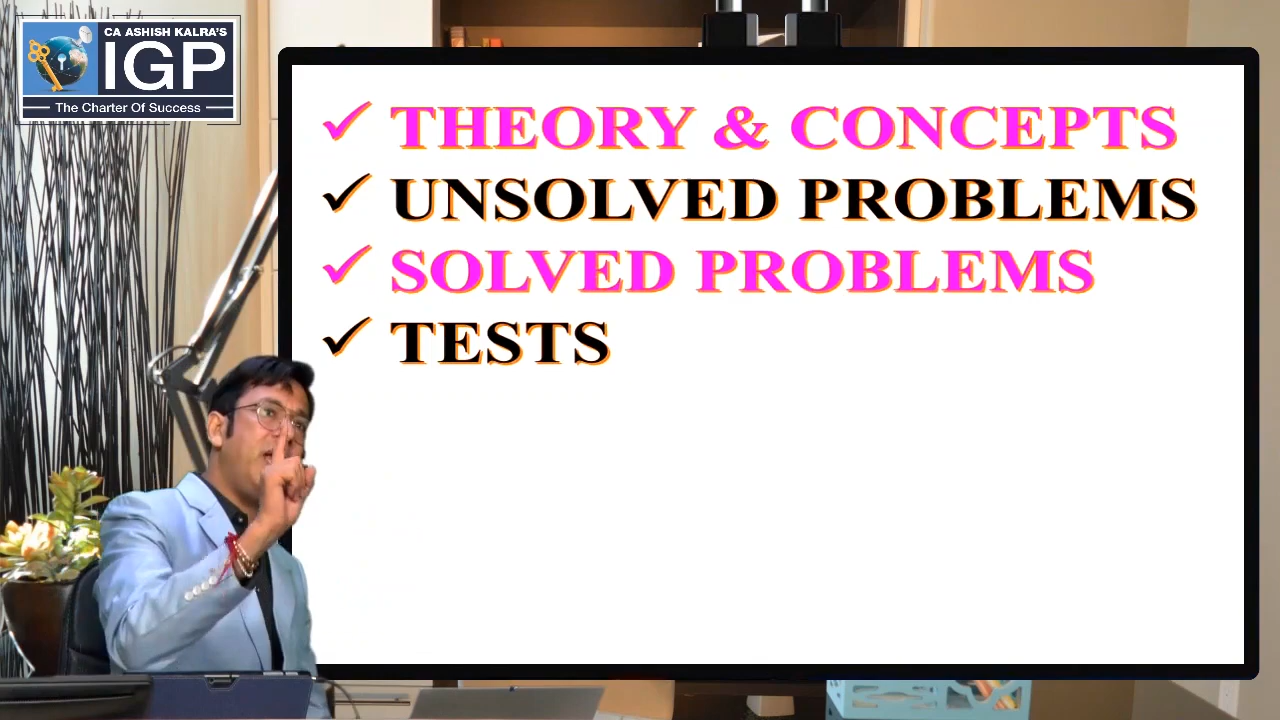 CA ASHISH KALRA'S
IGP
The Charter Of Success
✓ THEORY & CONCEPTS
✓ UNSOLVED PROBLEMS
✓ SOLVED PROBLEMS
✓ TESTS